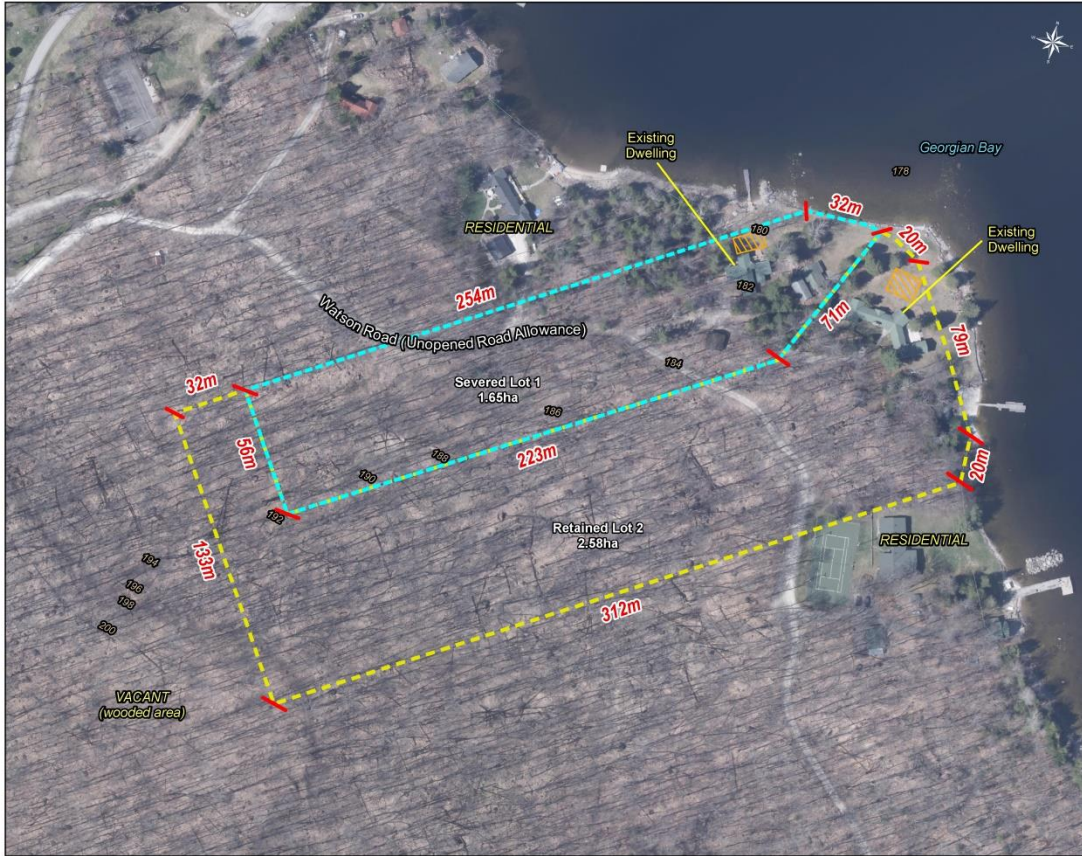 Georgian Bay
178
Existing
Dwelling
32m
20m
Existing
Dwelling
RESIDENTIAL
180
182
254m
71m
79m
Watson Road (Unopened Road Allowance)
184
32m
Severed Lot 1
1.65ha
186
56m
188
223m
190
20m
192
Retained Lot 2
2.58ha
RESIDENTIAL
133m
194
196
198
200
312m
VACANT
(wooded area)